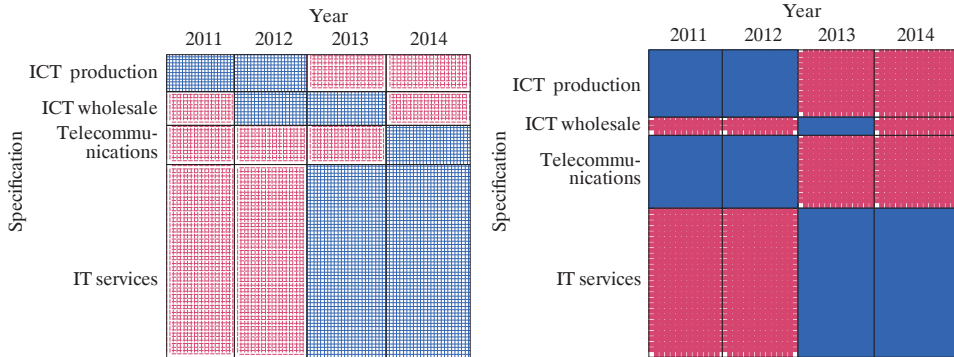 Year
2011 2012 2013 2014
ICT production
ICT wholesale
Telecommu-
nications
IT services
Specification
Year
2011 2012 2013 2014
ICT production
ICT wholesale
Telecommu-
nications
IT services
Specification